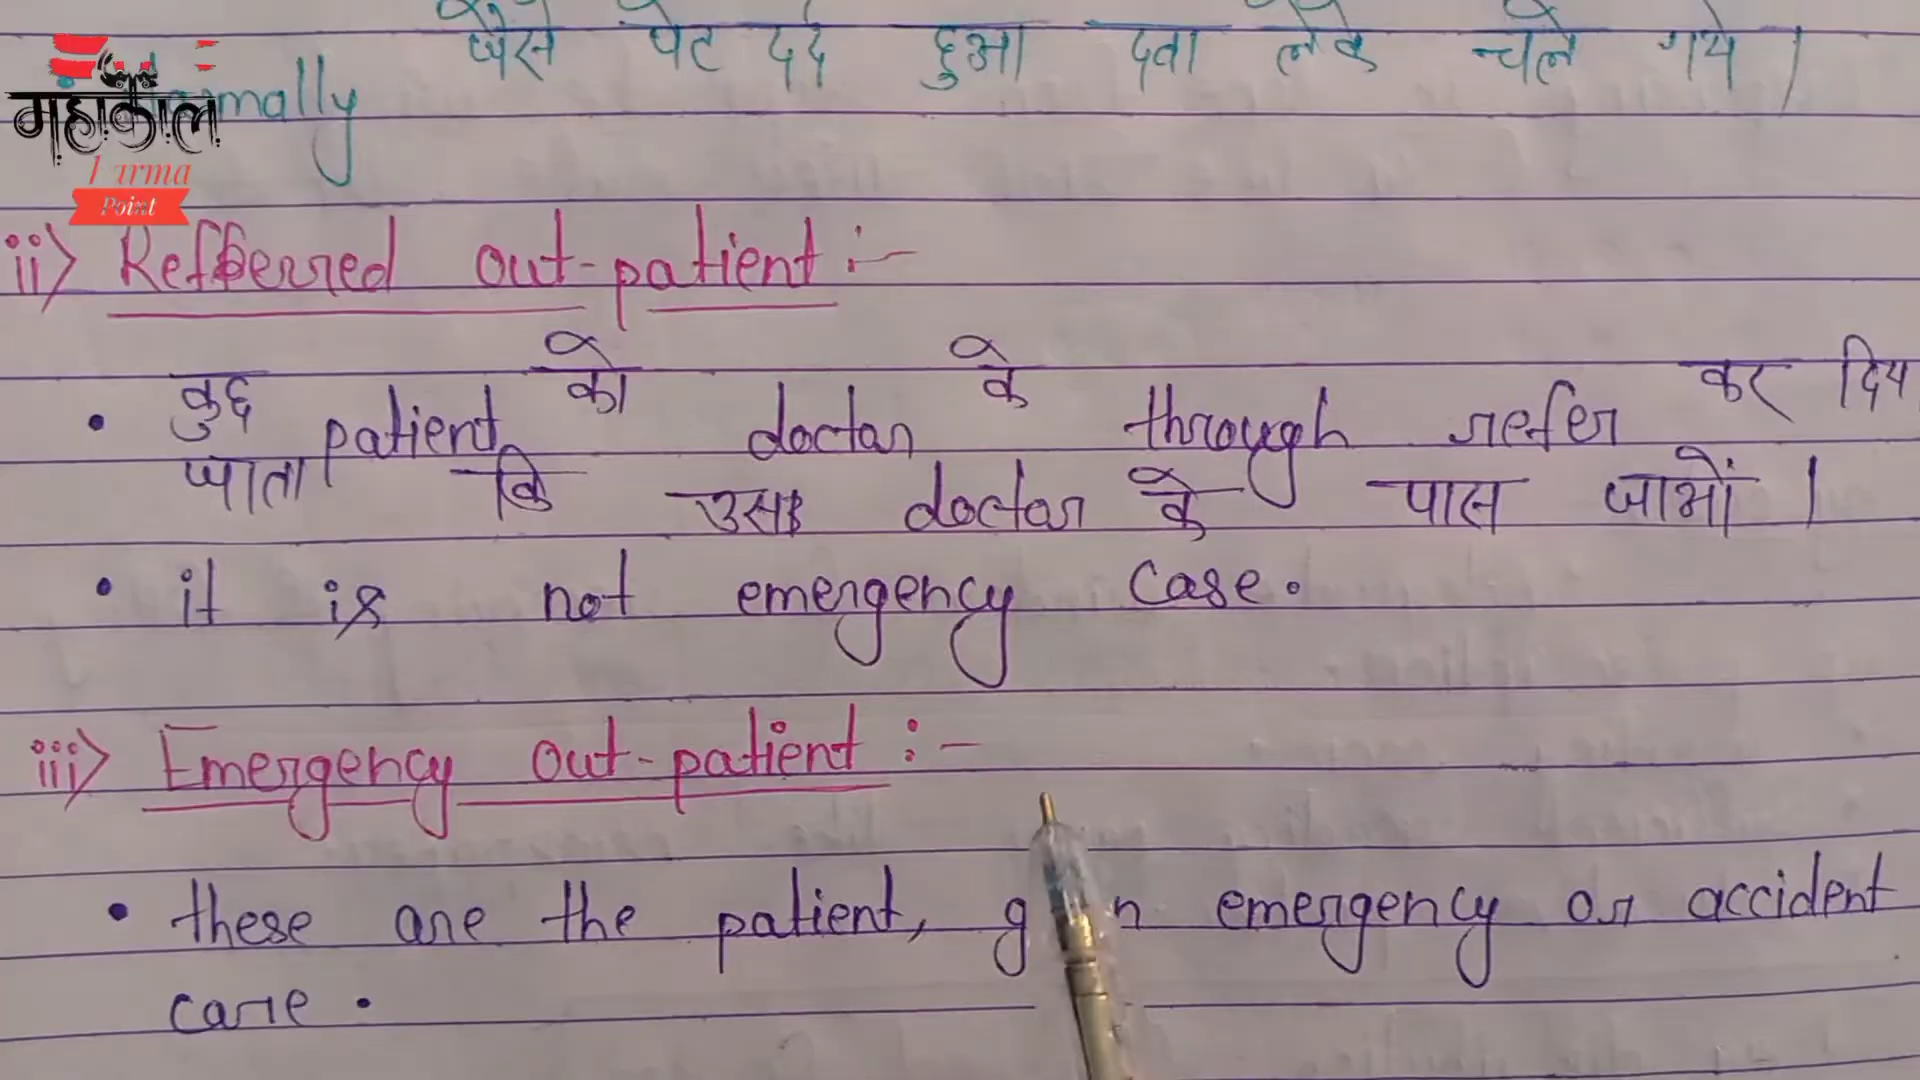 जैसे पेट दर्द हुआ दवा लेके चले गये।
mally
महाकाल
Point
ii) Refferred out-patient :-
• कुछ patient को doctor के through refer कर दिय
जाता कि उस doctor के पास जाओं।
• it is not emergency case.
iii) Emergency out-patient :-
• these are the patient, emergency or accident
care.